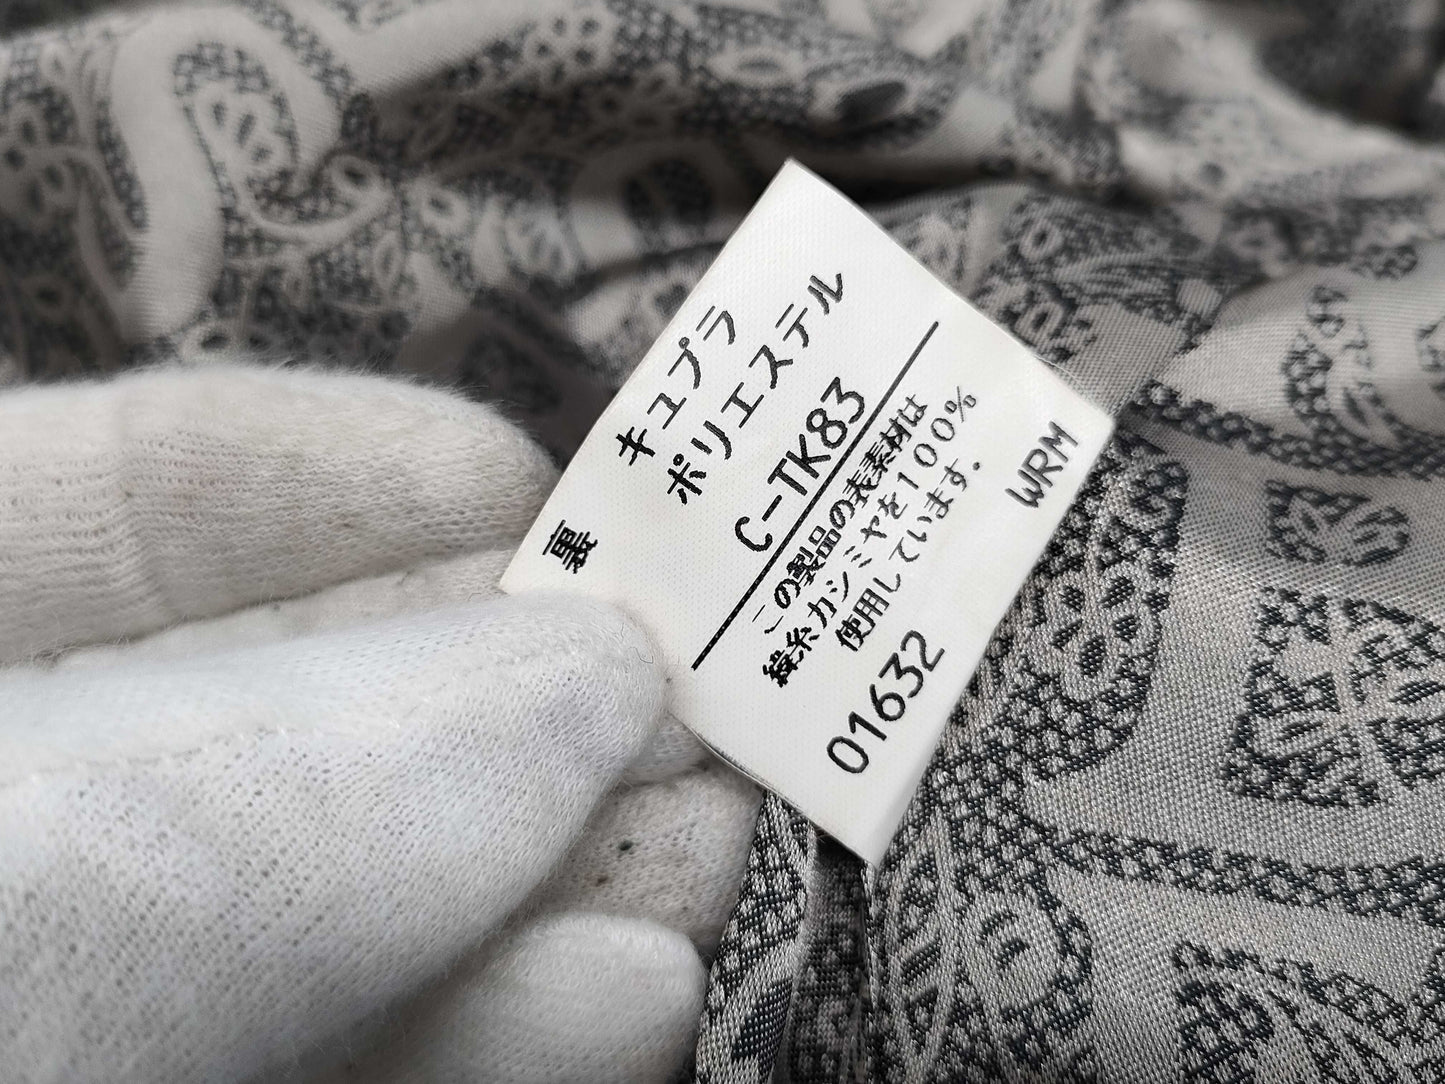 裏
キュプラ
ポリエステル
C-TK83
この製品の表素材は
緯糸カシミヤを100%
使用しています。
WRM
01632